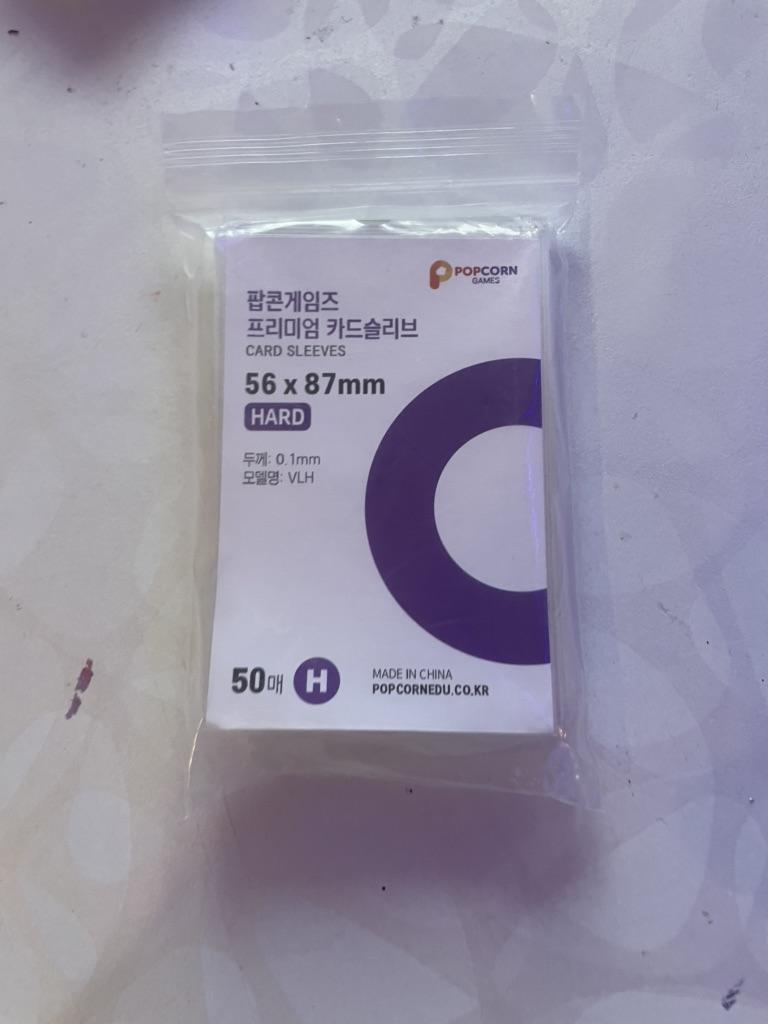 POPCORN
GAMES
팝콘게임즈
프리미엄 카드슬리브
CARD SLEEVES
56 x 87mm
HARD
두께: 0.1mm
모델명: VLH
50매 H
MADE IN CHINA
POPCORNEDU.CO.KR